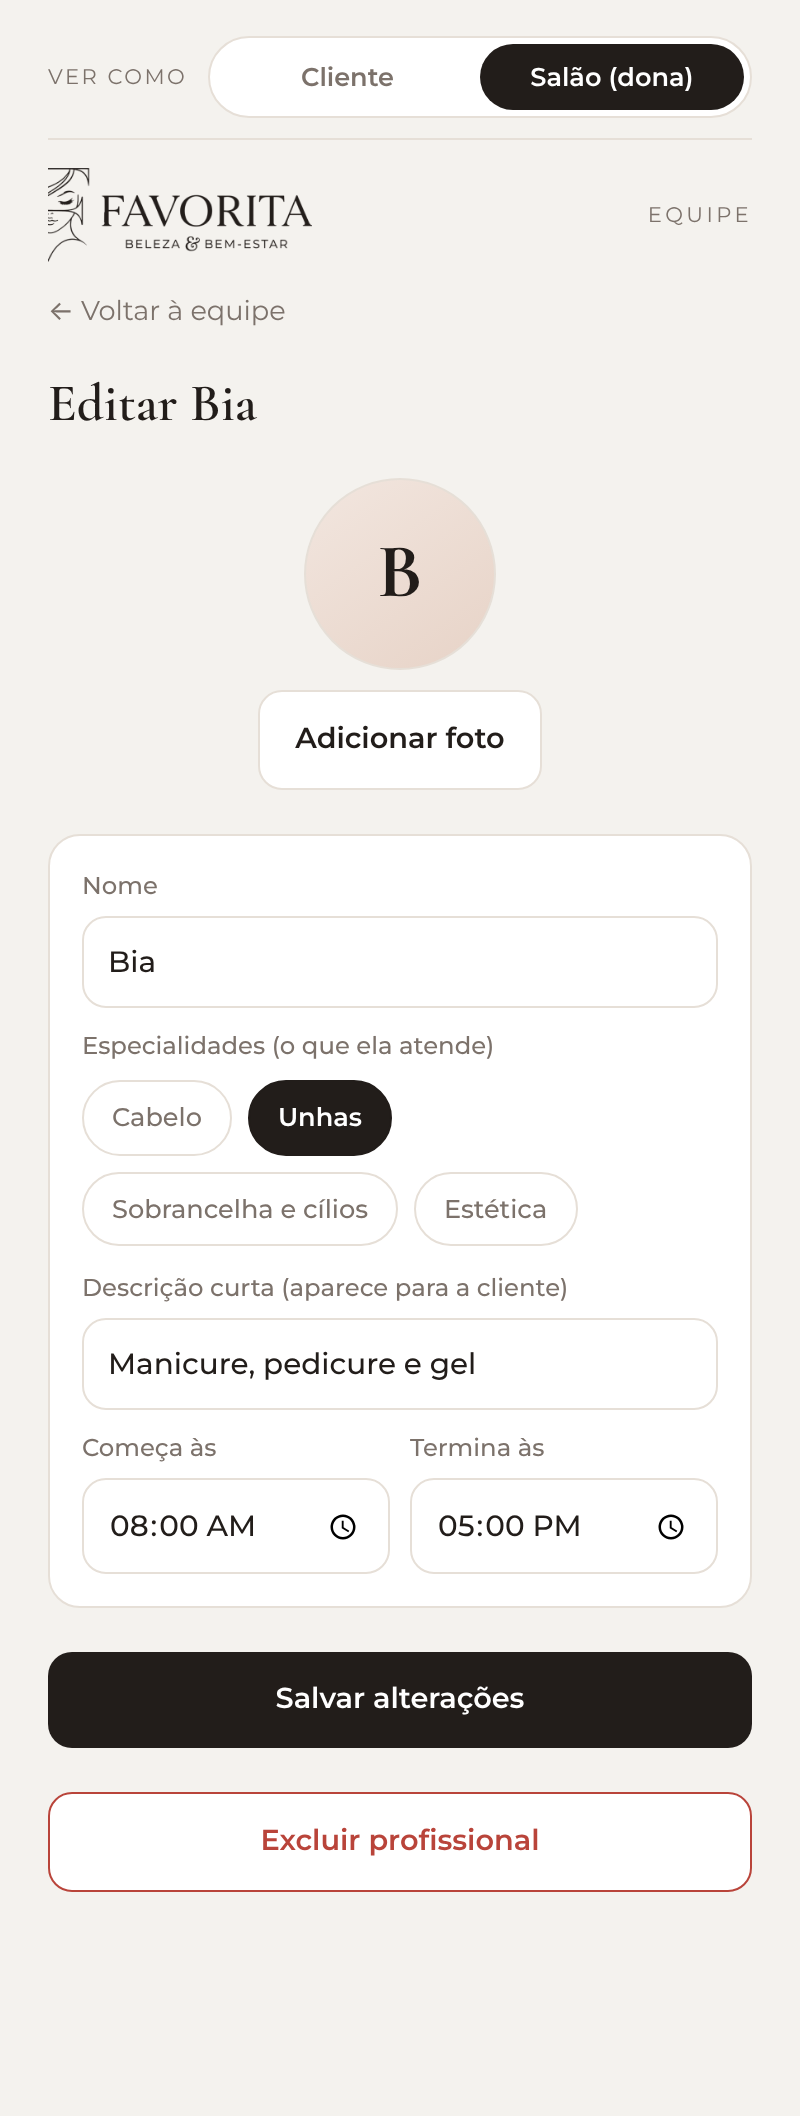 VER COMO
Cliente
Salão (dona)
FAVORITA
BELEZA & BEM-ESTAR
EQUIPE
← Voltar à equipe
Editar Bia
B
Adicionar foto
Nome
Bia
Especialidades (o que ela atende)
Cabelo
Unhas
Sobrancelha e cílios
Estética
Descrição curta (aparece para a cliente)
Manicure, pedicure e gel
Começa às
Termina às
08:00 AM
05:00 PM
Salvar alterações
Excluir profissional